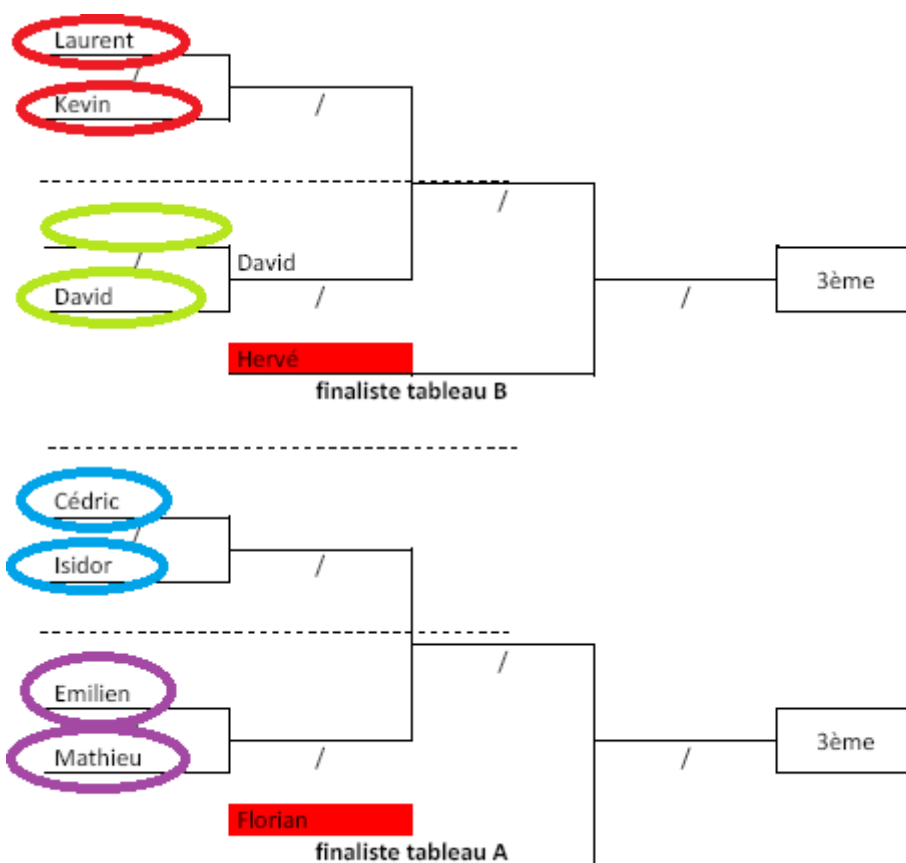 Laurent
/
Kevin
/
/
/
David
David
/
/
3ème
Hervé
finaliste tableau B
Cédric
/
Isidor
/
/
Emilien
Mathieu
/
/
3ème
Florian
finaliste tableau A